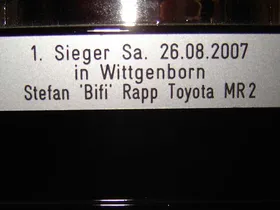 1. Sieger Sa. 26.08.2007
in Wittgenborn
Stefan 'Bifi' Rapp Toyota MR2